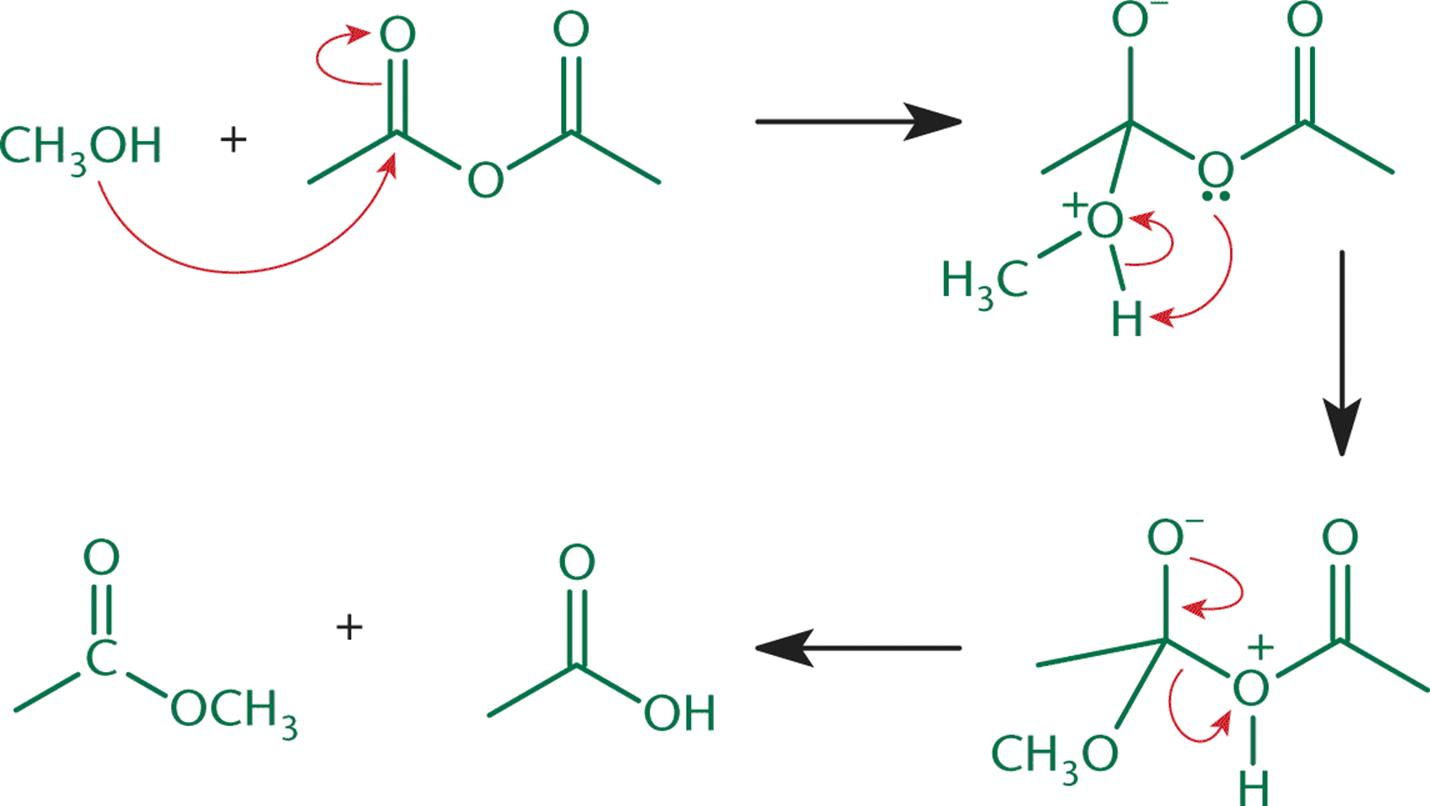 CH₃OH + O O O
O⁻ O O + O H₃C H
O⁻ O + O CH₃O H
O C OCH₃ + O OH